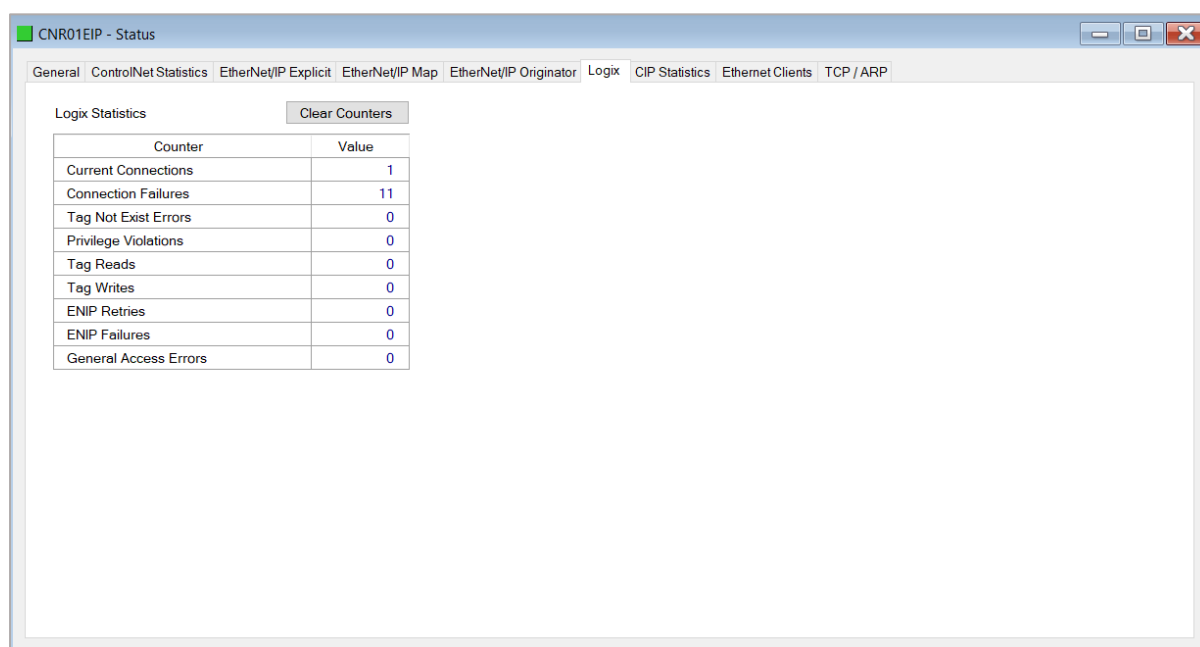 CNR01EIP - Status
General ControlNet Statistics EtherNet/IP Explicit EtherNet/IP Map EtherNet/IP Originator Logix CIP Statistics Ethernet Clients TCP / ARP
Logix Statistics Clear Counters
Counter Value
Current Connections 1
Connection Failures 11
Tag Not Exist Errors 0
Privilege Violations 0
Tag Reads 0
Tag Writes 0
ENIP Retries 0
ENIP Failures 0
General Access Errors 0